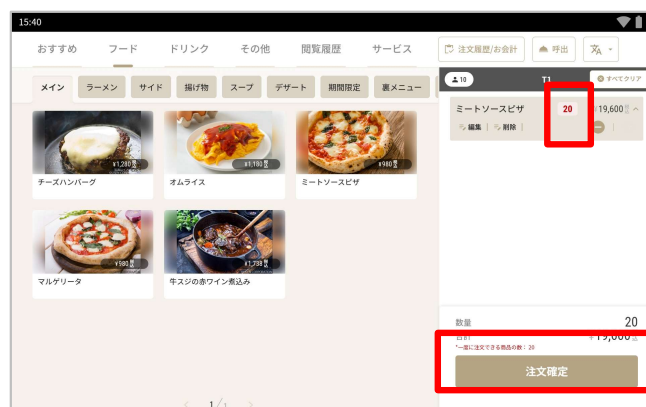 15:40
おすすめ フード ドリンク その他 閲覧履歴 サービス
注文履歴/お会計 呼出
メイン ラーメン サイド 揚げ物 スープ デザート 期間限定 裏メニュー
10 T1 すべてクリア
ミートソースピザ 20 ¥19,600
編集 削除
¥1,280 ¥1,180 ¥980
チーズハンバーグ オムライス ミートソースピザ
¥980 ¥1,738
マルゲリータ 牛スジの赤ワイン煮込み
数量 20
合計 19,600
*一度に注文できる商品の数: 20
注文確定
1/1